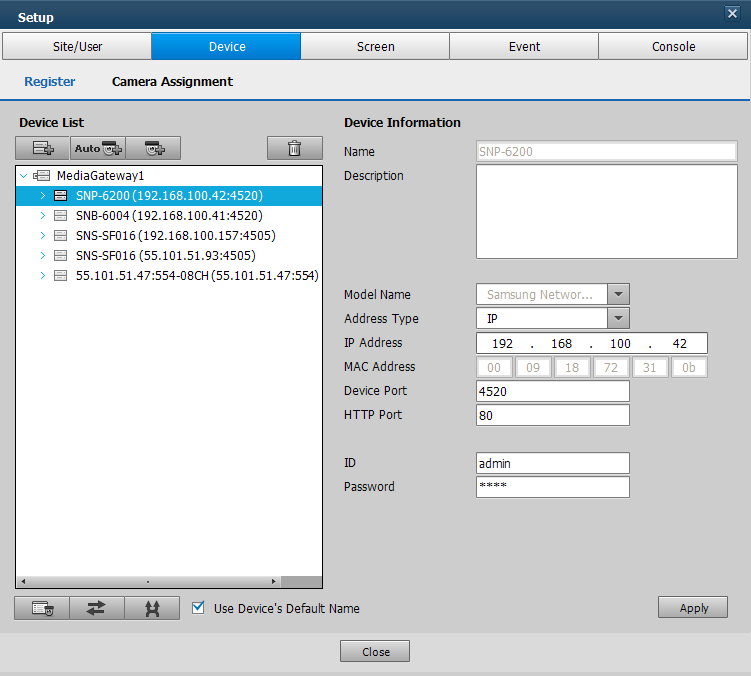 Setup
Site/User Device Screen Event Console
Register Camera Assignment
Device List
Auto
MediaGateway1
SNP-6200 (192.168.100.42:4520)
SNB-6004 (192.168.100.41:4520)
SNS-SF016 (192.168.100.157:4505)
SNS-SF016 (55.101.51.93:4505)
55.101.51.47:554-08CH (55.101.51.47:554)
Use Device's Default Name
Device Information
Name SNP-6200
Description
Model Name Samsung Networ...
Address Type IP
IP Address 192 . 168 . 100 . 42
MAC Address 00 09 18 72 31 0b
Device Port 4520
HTTP Port 80
ID admin
Password ****
Apply
Close